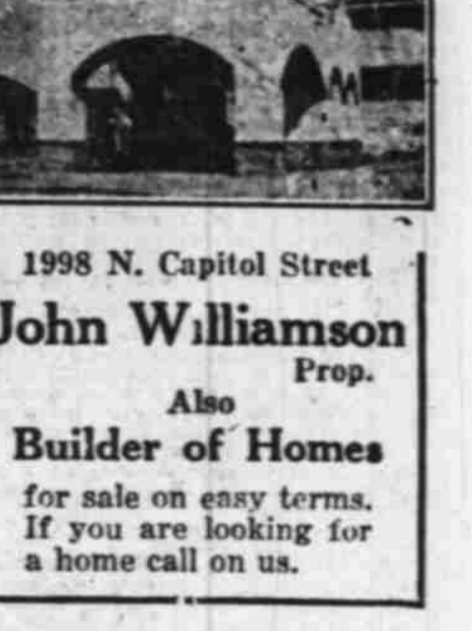 1998 N. Capitol Street
John Williamson
Prop.
Also
Builder of Homes
for sale on easy terms.
If you are looking for
a home call on us.